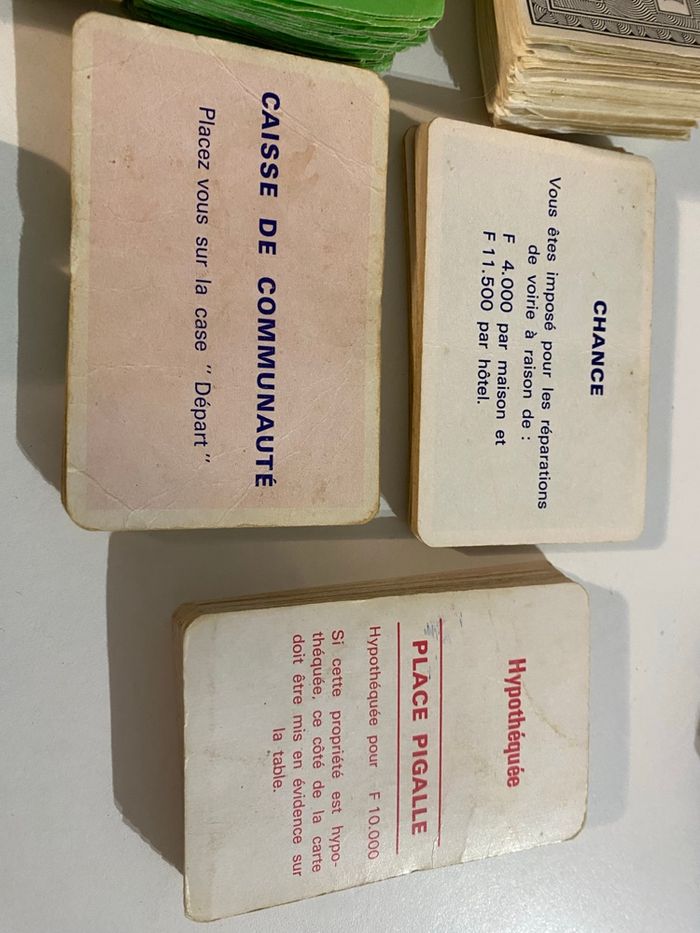 CAISSE DE COMMUNAUTÉ
Placez vous sur la case " Départ "
CHANCE
Vous êtes imposé pour les réparations
de voirie à raison de :
F 4.000 par maison et
F 11.500 par hôtel.
Hypothéquée
PLACE PIGALLE
Hypothéquée pour F 10.000
Si cette propriété est hypo-
théquée, ce côté de la carte
doit être mis en évidence sur
la table.